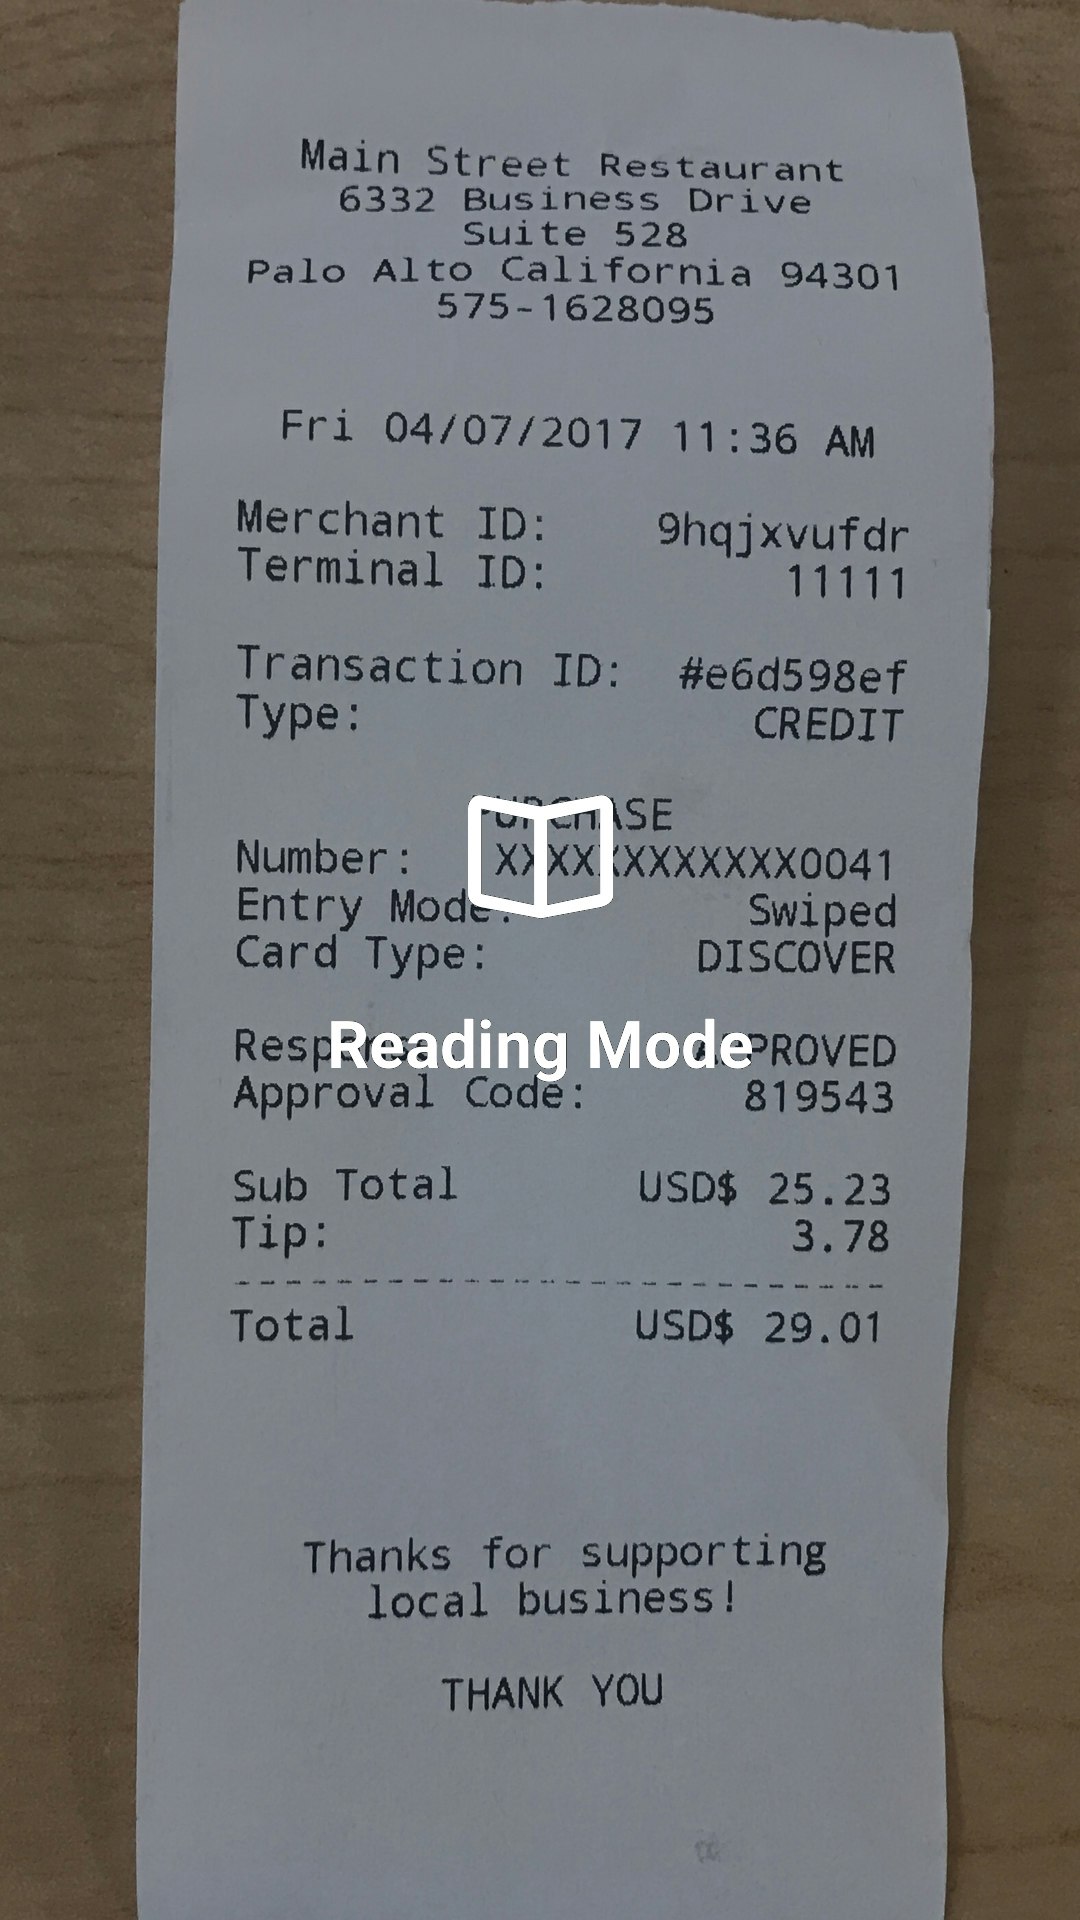 Main Street Restaurant
6332 Business Drive
Suite 528
Palo Alto California 94301
575-1628095
Fri 04/07/2017 11:36 AM
Merchant ID: 9hqjxvufdr
Terminal ID: 11111
Transaction ID: #e6d598ef
Type: CREDIT
PURCHASE
Number: XXXXXXXXXXXX0041
Entry Mode: Swiped
Card Type: DISCOVER
Response: APPROVED
Reading Mode
Approval Code: 819543
Sub Total USD$ 25.23
Tip: 3.78
Total USD$ 29.01
Thanks for supporting
local business!
THANK YOU